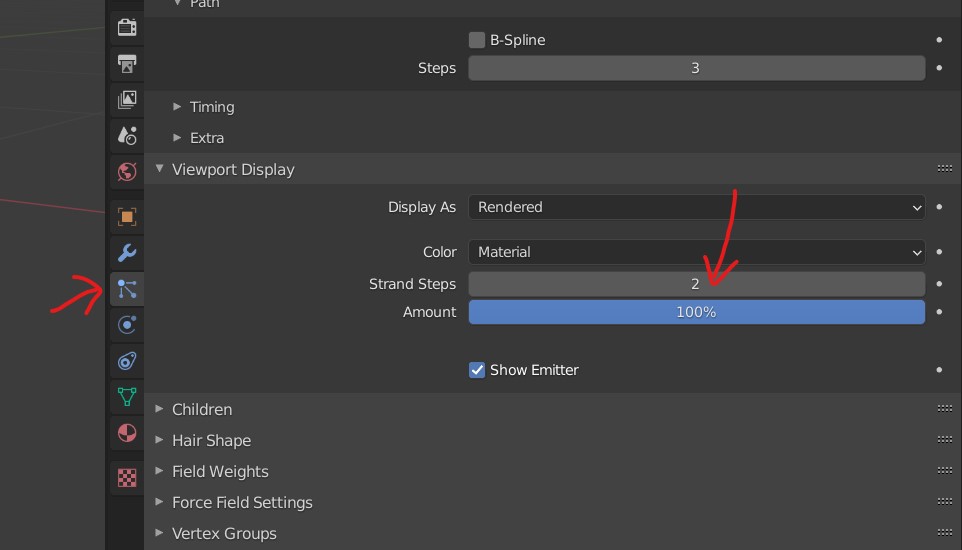 Path
B-Spline
Steps 3
Timing
Extra
Viewport Display
Display As Rendered
Color Material
Strand Steps 2
Amount 100%
Show Emitter
Children
Hair Shape
Field Weights
Force Field Settings
Vertex Groups